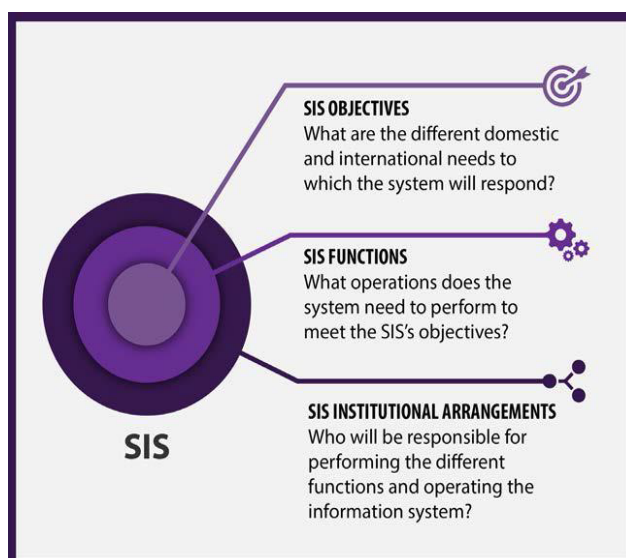 SIS OBJECTIVES
What are the different domestic
and international needs to
which the system will respond?
SIS FUNCTIONS
What operations does the
system need to perform to
meet the SIS's objectives?
SIS INSTITUTIONAL ARRANGEMENTS
Who will be responsible for
performing the different
functions and operating the
information system?
SIS